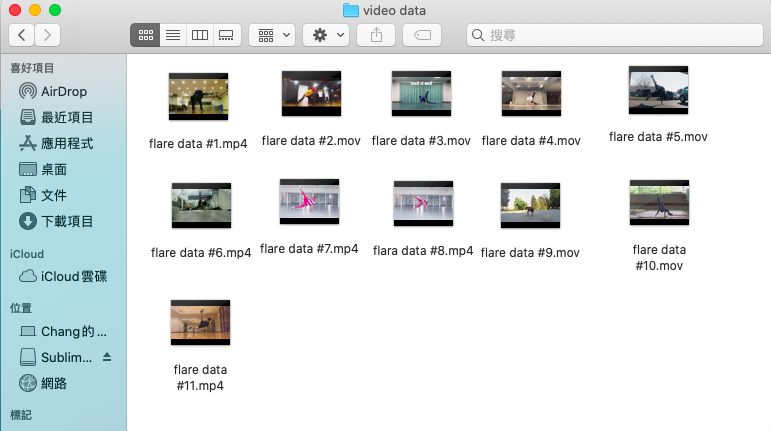 video data
搜尋
喜好項目
AirDrop
最近項目
應用程式
桌面
文件
下載項目
iCloud
iCloud雲碟
位置
Chang的...
Sublim...
網路
標記
flare data #1.mp4
flare data #2.mov
flare data #3.mov
flare data #4.mov
flare data #5.mov
flare data #6.mp4
flare data #7.mp4
flara data #8.mp4
flare data #9.mov
flare data
#10.mov
flare data
#11.mp4